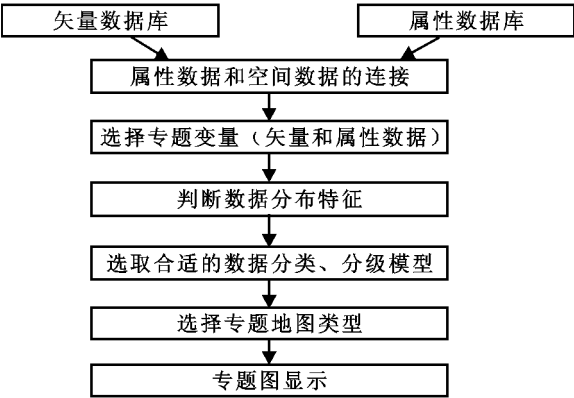 矢量数据库
属性数据库
属性数据和空间数据的连接
选择专题变量（矢量和属性数据）
判断数据分布特征
选取合适的数据分类、分级模型
选择专题地图类型
专题图显示